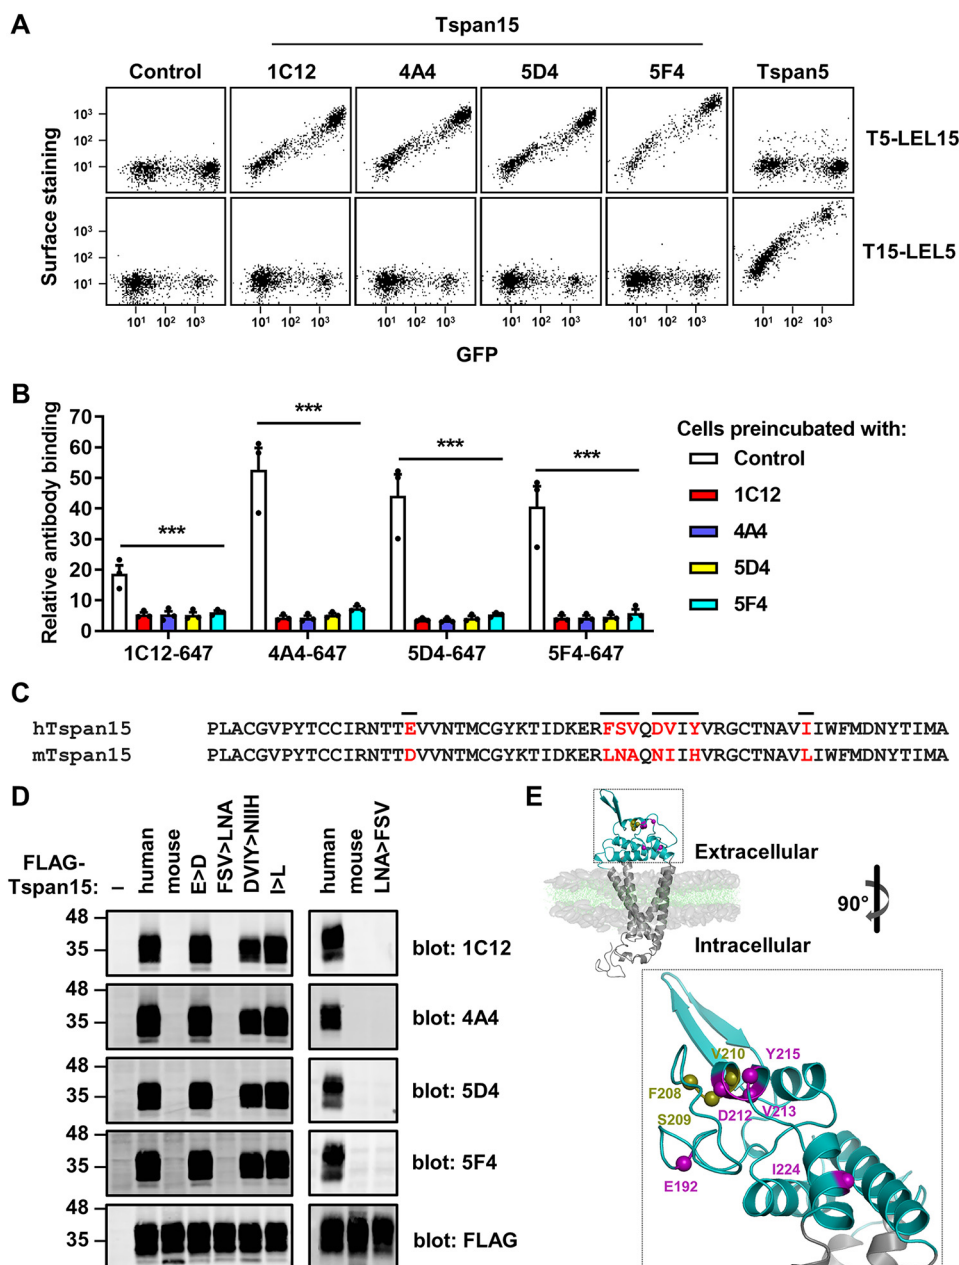 A
Tspan15
Control 1C12 4A4 5D4 5F4 Tspan5
Surface staining
10³
10²
10¹
T5-LEL15
10³
10²
10¹
T15-LEL5
10¹ 10² 10³ 10¹ 10² 10³ 10¹ 10² 10³ 10¹ 10² 10³ 10¹ 10² 10³ 10¹ 10² 10³
GFP
B
Relative antibody binding
70
60
50
40
30
20
10
0
*** *** *** ***
1C12-647 4A4-647 5D4-647 5F4-647
Cells preincubated with:
Control
1C12
4A4
5D4
5F4
C
hTspan15 PLACGVPYTCCIRNTTEVVNTMCGYKTIDKERFSVQDVIYVRGCTNAVIIWFMDNYTIMA
mTspan15 PLACGVPYTCCIRNTTDVVNTMCGYKTIDKERLNAQNIIHVRGCTNAVLIWFMDNYTIMA
D
FLAG-
Tspan15:
– human mouse E>D FSV>LNA DVIY>NIIH I>L human mouse LNA>FSV
48
35
blot: 1C12
48
35
blot: 4A4
48
35
blot: 5D4
48
35
blot: 5F4
48
35
blot: FLAG
E
Extracellular
90°
Intracellular
V210 Y215
F208
D212 V213
S209
I224
E192